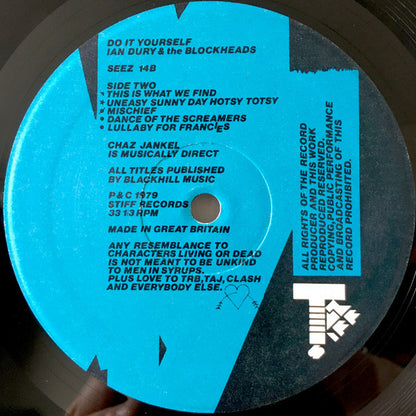 DO IT YOURSELF
IAN DURY & the BLOCKHEADS
SEEZ 14B
SIDE TWO
THIS IS WHAT WE FIND
UNEASY SUNNY DAY HOTSY TOTSY
MISCHIEF
DANCE OF THE SCREAMERS
LULLABY FOR FRANCIES
CHAZ JANKEL
IS MUSICALLY DIRECT
ALL TITLES PUBLISHED
BY BLACKHILL MUSIC
P & C 1979
STIFF RECORDS
33 1/3 RPM
MADE IN GREAT BRITAIN
ANY RESEMBLANCE TO
CHARACTERS LIVING OR DEAD
IS NOT MEANT TO BE UNKIND
TO MEN IN SYRUPS.
PLUS LOVE TO TRB, TAJ, CLASH
AND EVERYBODY ELSE.
ALL RIGHTS OF THE RECORD
PRODUCER AND THIS WORK
REPRODUCED RESERVED.
COPYING, PUBLIC PERFORMANCE
AND BROADCASTING OF THIS
RECORD PROHIBITED.
STIFF